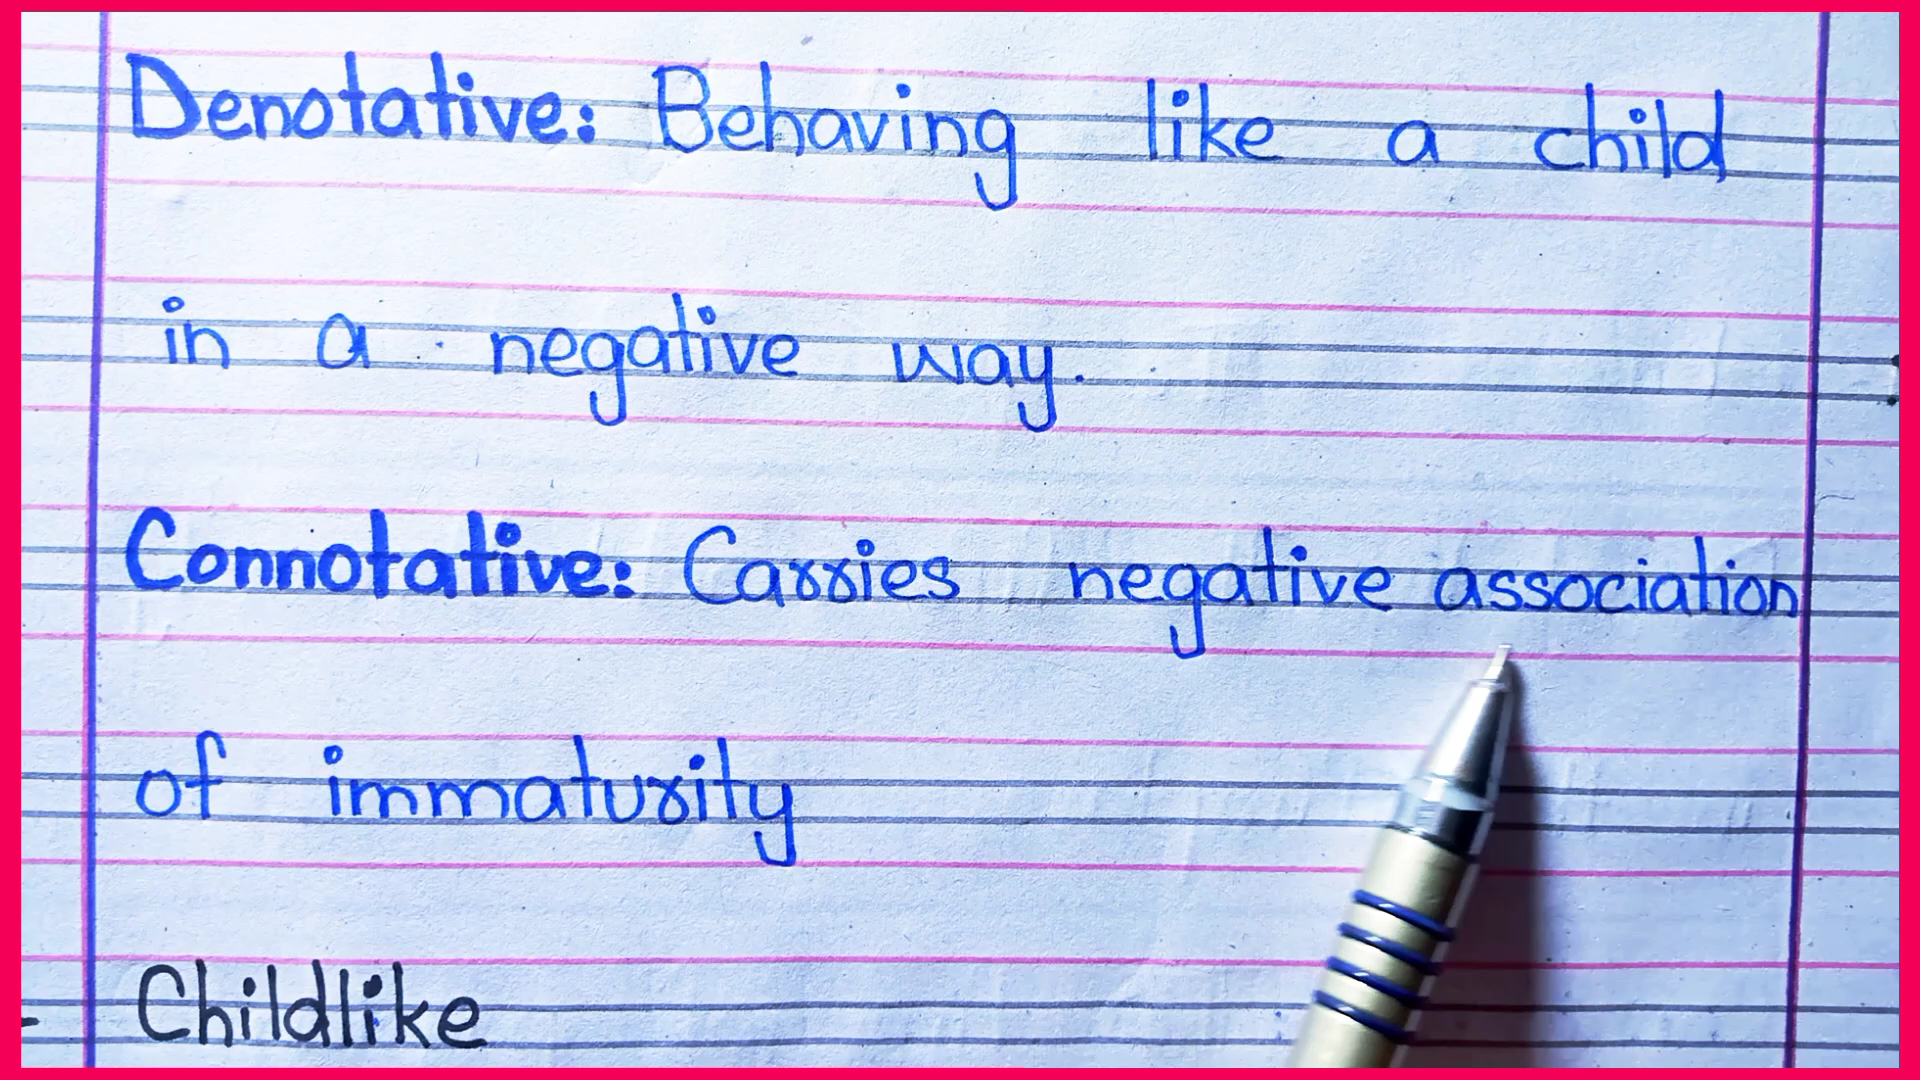 Denotative: Behaving like a child
in a negative way.
Connotative: Carries negative association
of immaturity
- Childlike